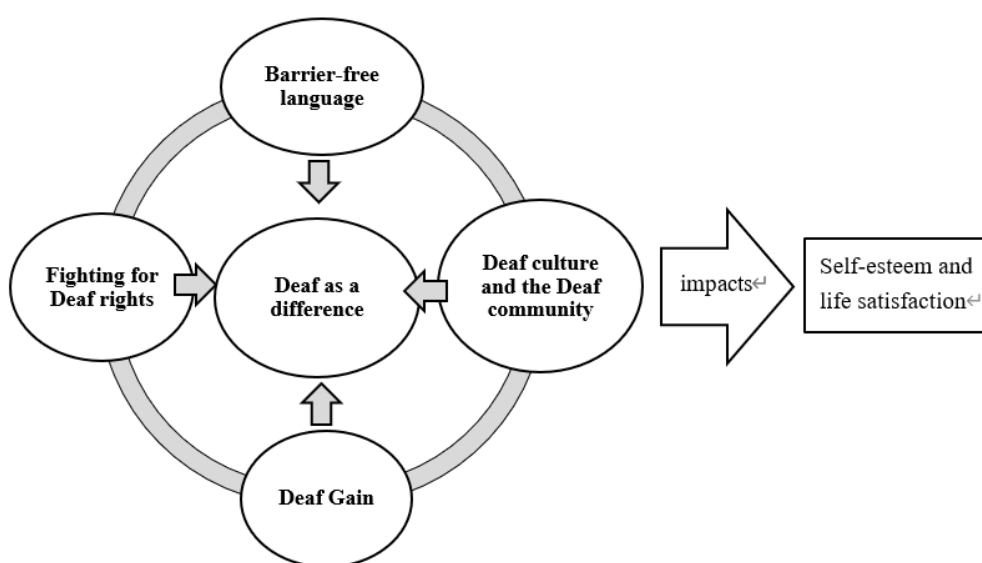 Barrier-free
language
Fighting for
Deaf rights
Deaf as a
difference
Deaf culture
and the Deaf
community
Deaf Gain
impacts↵
Self-esteem and
life satisfaction↵